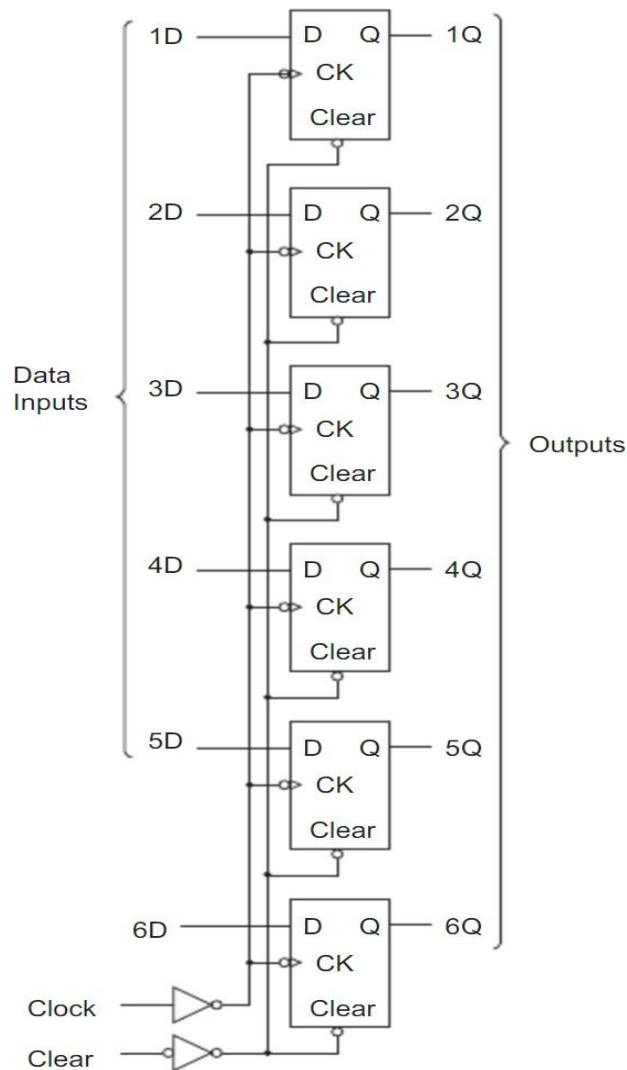 1D
D Q
1Q
CK
Clear
2D
D Q
2Q
CK
Clear
Data
Inputs
3D
D Q
3Q
CK
Clear
Outputs
4D
D Q
4Q
CK
Clear
5D
D Q
5Q
CK
Clear
6D
D Q
6Q
CK
Clear
Clock
Clear